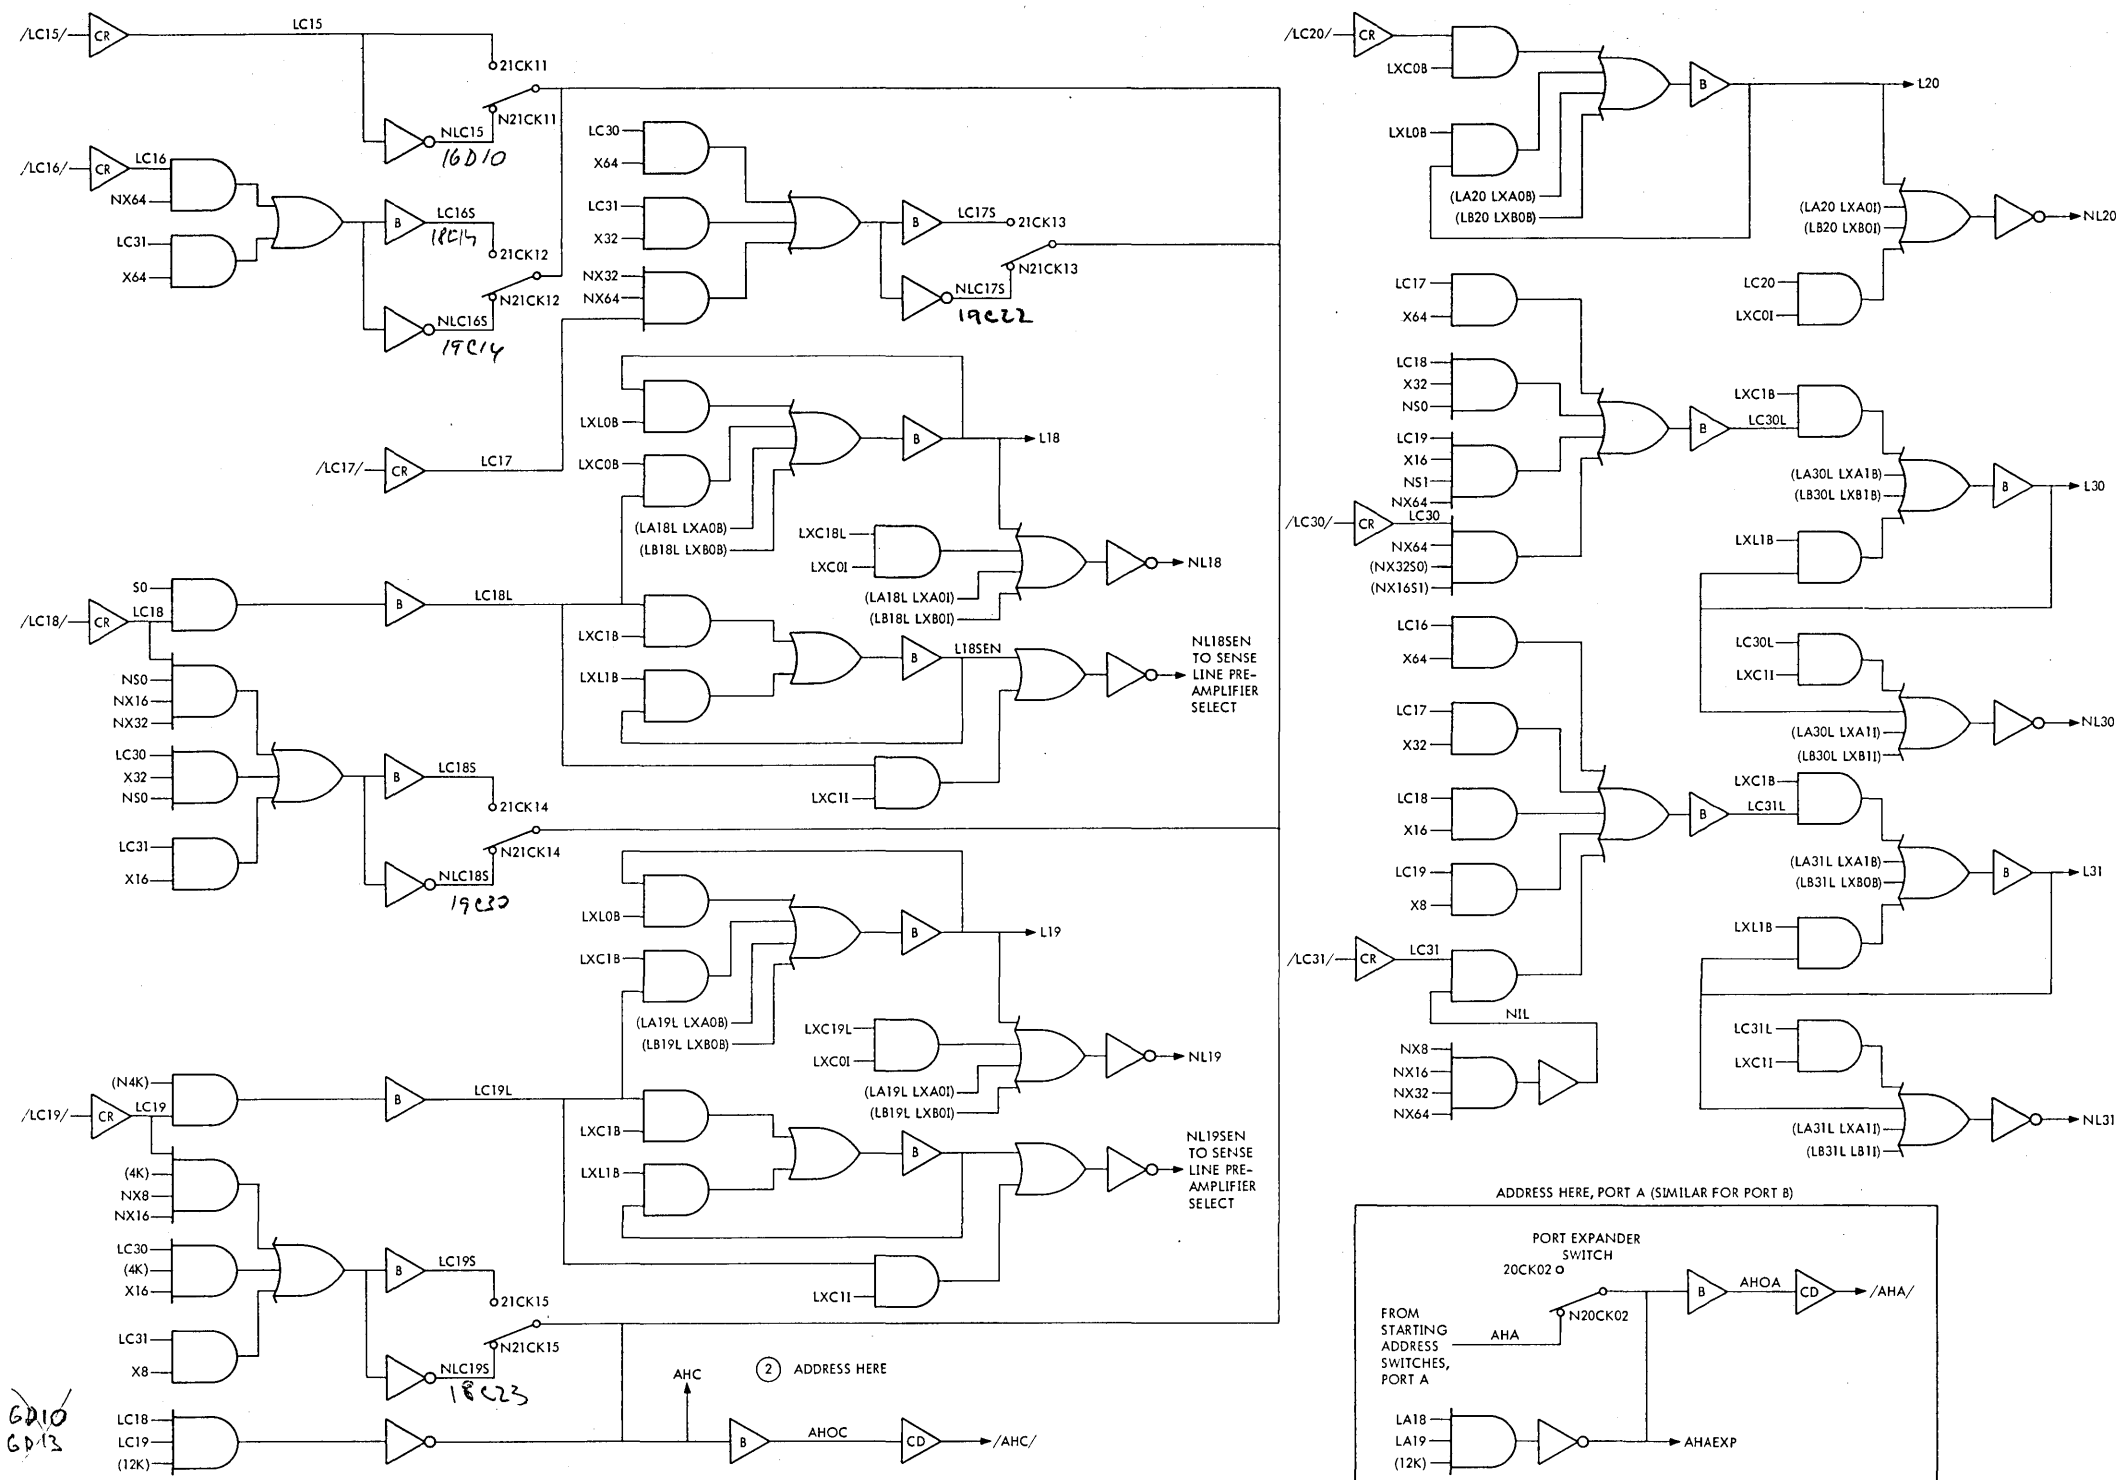 /LC15/
CR
LC15
21CK11
N21CK11
NLC15
16D10
/LC16/
CR
LC16
NX64
LC31
X64
B
LC16S
18C14
21CK12
N21CK12
NLC16S
19C14
LC30
X64
LC31
X32
NX32
NX64
B
LC17S
21CK13
N21CK13
NLC17S
19C22
/LC17/
CR
LC17
LXL0B
LXC0B
(LA18L LXA0B)
(LB18L LXB0B)
B
L18
LXC18L
LXC0I
(LA18L LXA0I)
(LB18L LXB0I)
NL18
S0
/LC18/
CR
LC18
B
LC18L
LXC1B
LXL1B
B
L18SEN
NL18SEN
TO SENSE
LINE PRE-
AMPLIFIER
SELECT
LXC1I
NS0
NX16
NX32
LC30
X32
NS0
LC31
X16
B
LC18S
21CK14
N21CK14
NLC18S
19C30
LXL0B
LXC1B
(LA19L LXA0B)
(LB19L LXB0B)
B
L19
LXC19L
LXC0I
(LA19L LXA0I)
(LB19L LXB0I)
NL19
(N4K)
/LC19/
CR
LC19
B
LC19L
LXC1B
LXL1B
B
NL19SEN
TO SENSE
LINE PRE-
AMPLIFIER
SELECT
LXC1I
(4K)
NX8
NX16
LC30
(4K)
X16
LC31
X8
B
LC19S
21CK15
N21CK15
NLC19S
18C23
6D10
6D13
LC18
LC19
(12K)
AHC
2 ADDRESS HERE
B
AHOC
CD
/AHC/
/LC20/
CR
LXC0B
LXL0B
(LA20 LXA0B)
(LB20 LXB0B)
B
L20
(LA20 LXA0I)
(LB20 LXB0I)
LC20
LXC0I
NL20
LC17
X64
LC18
X32
NS0
LC19
X16
NS1
NX64
/LC30/
CR
LC30
NX64
(NX32S0)
(NX16S1)
B
LC30L
LXC1B
(LA30L LXA1B)
(LB30L LXB1B)
LXL1B
B
L30
LC30L
LXC1I
(LA30L LXA1I)
(LB30L LXB1I)
NL30
LC16
X64
LC17
X32
LC18
X16
LC19
X8
/LC31/
CR
LC31
NIL
NX8
NX16
NX32
NX64
B
LC31L
LXC1B
(LA31L LXA1B)
(LB31L LXB0B)
LXL1B
B
L31
LC31L
LXC1I
(LA31L LXA1I)
(LB31L LB1I)
NL31
ADDRESS HERE, PORT A (SIMILAR FOR PORT B)
PORT EXPANDER
SWITCH
20CK02
N20CK02
FROM
STARTING
ADDRESS
SWITCHES,
PORT A
AHA
B
AHOA
CD
/AHA/
LA18
LA19
(12K)
AHAEXP